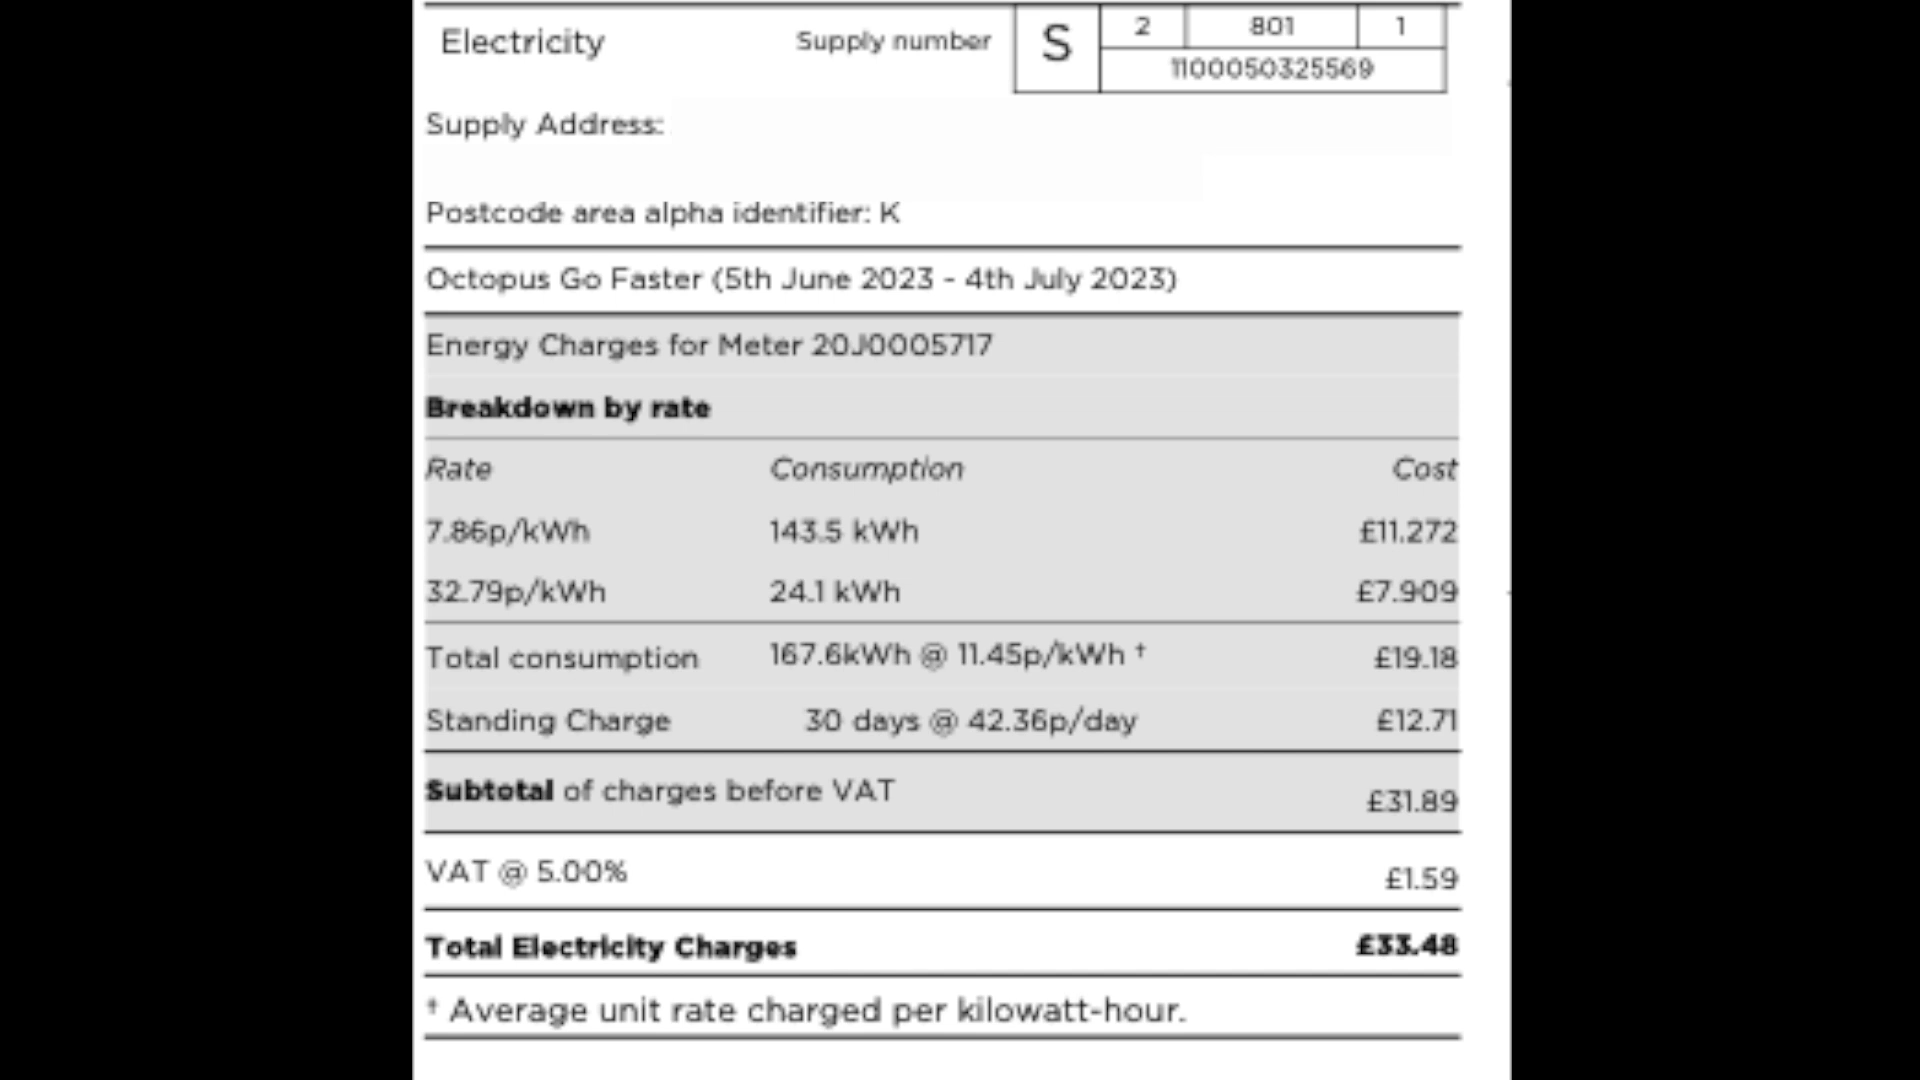 Electricity Supply number S 2 801 1
1100050325569
Supply Address:
Postcode area alpha identifier: K
Octopus Go Faster (5th June 2023 - 4th July 2023)
Energy Charges for Meter 20J0005717
Breakdown by rate
Rate Consumption Cost
7.86p/kWh 143.5 kWh £11.272
32.79p/kWh 24.1 kWh £7.909
Total consumption 167.6kWh @ 11.45p/kWh † £19.18
Standing Charge 30 days @ 42.36p/day £12.71
Subtotal of charges before VAT £31.89
VAT @ 5.00% £1.59
Total Electricity Charges £33.48
† Average unit rate charged per kilowatt-hour.